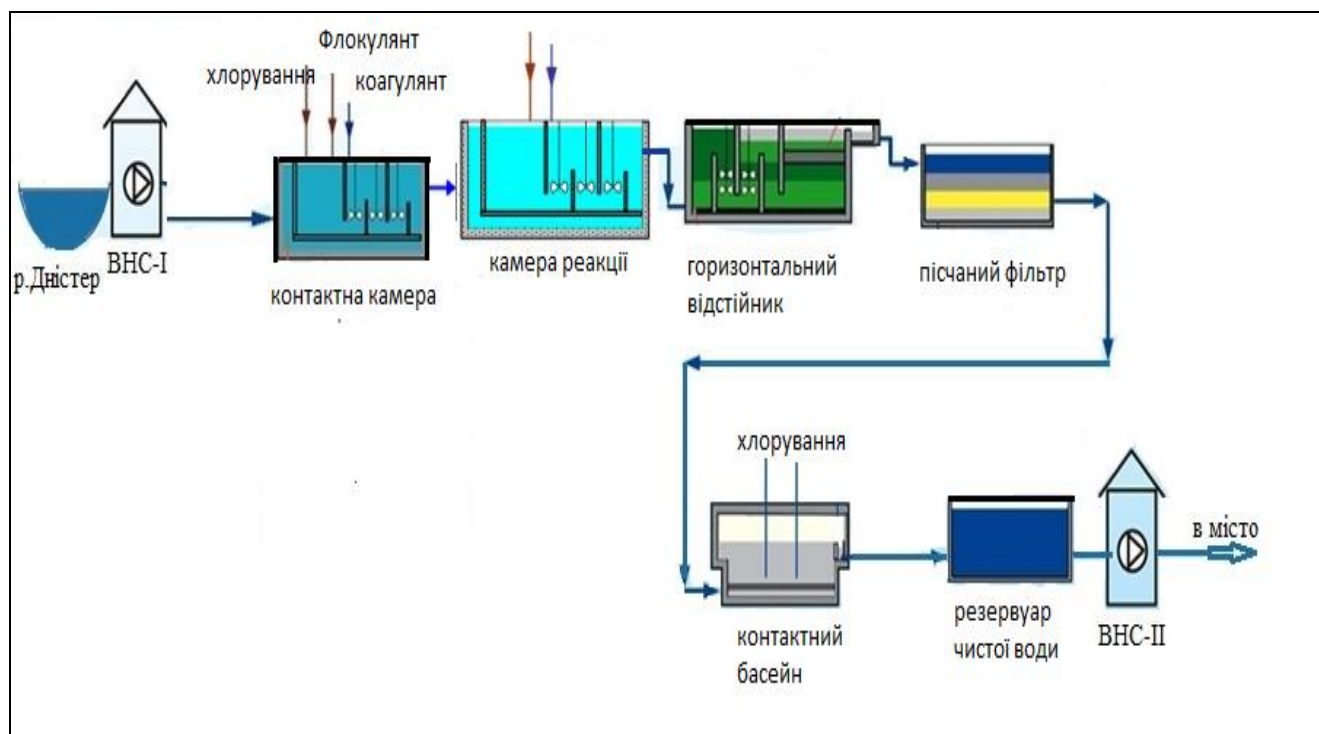 Флокулянт
хлорування
коагулянт
р.Дністер
ВНС-І
контактна камера
камера реакції
горизонтальний
відстійник
пісчаний фільтр
хлорування
контактний
басейн
резервуар
чистої води
ВНС-ІІ
в місто